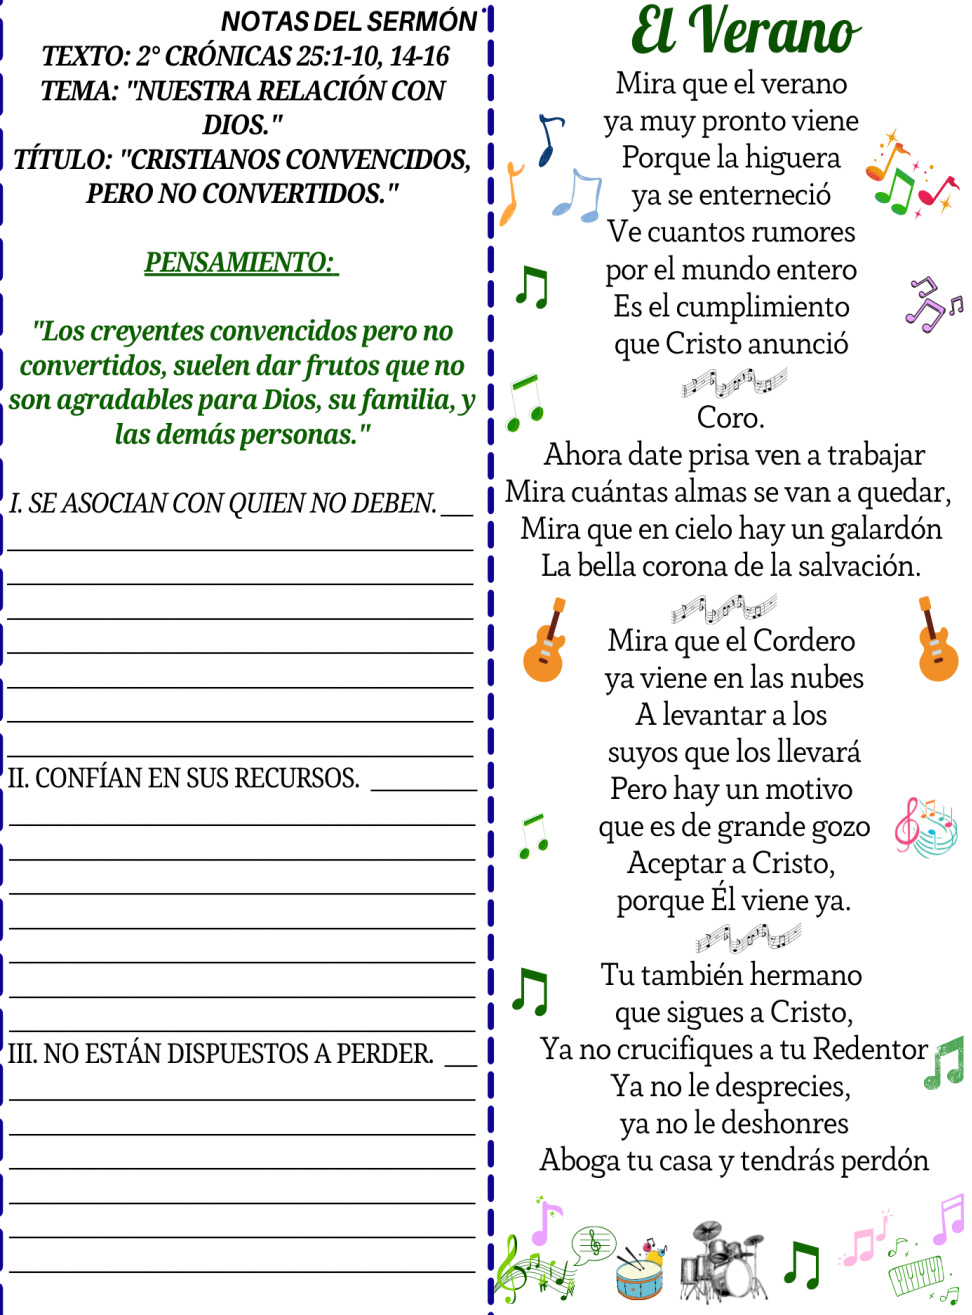 NOTAS DEL SERMÓN
TEXTO: 2° CRÓNICAS 25:1-10, 14-16
TEMA: "NUESTRA RELACIÓN CON
DIOS."
TÍTULO: "CRISTIANOS CONVENCIDOS,
PERO NO CONVERTIDOS."
PENSAMIENTO:
"Los creyentes convencidos pero no
convertidos, suelen dar frutos que no
son agradables para Dios, su familia, y
las demás personas."
I. SE ASOCIAN CON QUIEN NO DEBEN.
II. CONFÍAN EN SUS RECURSOS.
III. NO ESTÁN DISPUESTOS A PERDER.
El Verano
Mira que el verano
ya muy pronto viene
Porque la higuera
ya se enterneció
Ve cuantos rumores
por el mundo entero
Es el cumplimiento
que Cristo anunció
Coro.
Ahora date prisa ven a trabajar
Mira cuántas almas se van a quedar,
Mira que en cielo hay un galardón
La bella corona de la salvación.
Mira que el Cordero
ya viene en las nubes
A levantar a los
suyos que los llevará
Pero hay un motivo
que es de grande gozo
Aceptar a Cristo,
porque Él viene ya.
Tu también hermano
que sigues a Cristo,
Ya no crucifiques a tu Redentor
Ya no le desprecies,
ya no le deshonres
Aboga tu casa y tendrás perdón